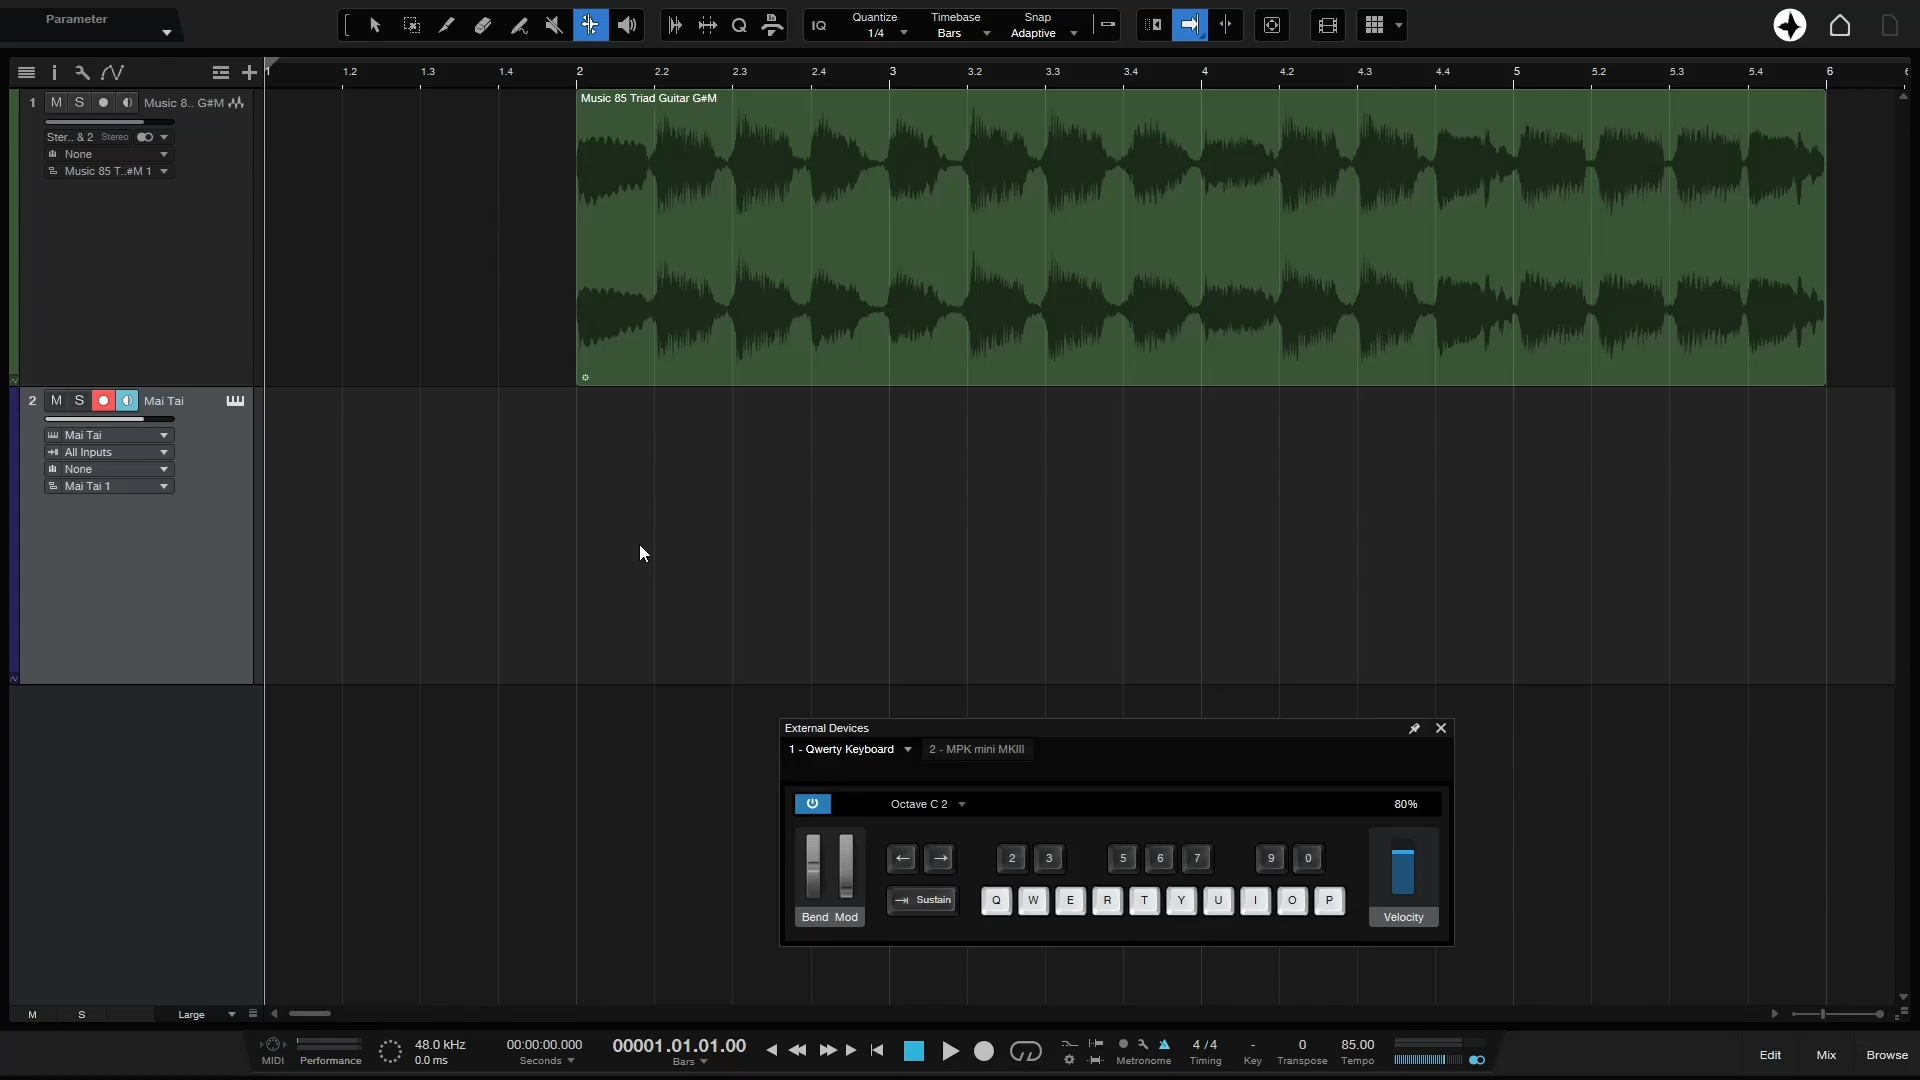 Parameter
IQ
Quantize
1/4
Timebase
Bars
Snap
Adaptive
1
1.2
1.3
1.4
2
2.2
2.3
2.4
3
3.2
3.3
3.4
4
4.2
4.3
4.4
5
5.2
5.3
5.4
6
1
M
S
Music 8.. G#M
Ster.. & 2
Stereo
None
Music 85 T..#M 1
Music 85 Triad Guitar G#M
2
M
S
Mai Tai
Mai Tai
All Inputs
None
Mai Tai 1
External Devices
1 - Qwerty Keyboard
2 - MPK mini MKIII
Octave C 2
80%
2
3
5
6
7
9
0
Sustain
Q
W
E
R
T
Y
U
I
O
P
Bend
Mod
Velocity
M
S
Large
MIDI
Performance
48.0 kHz
0.0 ms
00:00:00.000
Seconds
00001.01.01.00
Bars
Metronome
4 / 4
Timing
-
Key
0
Transpose
85.00
Tempo
Edit
Mix
Browse